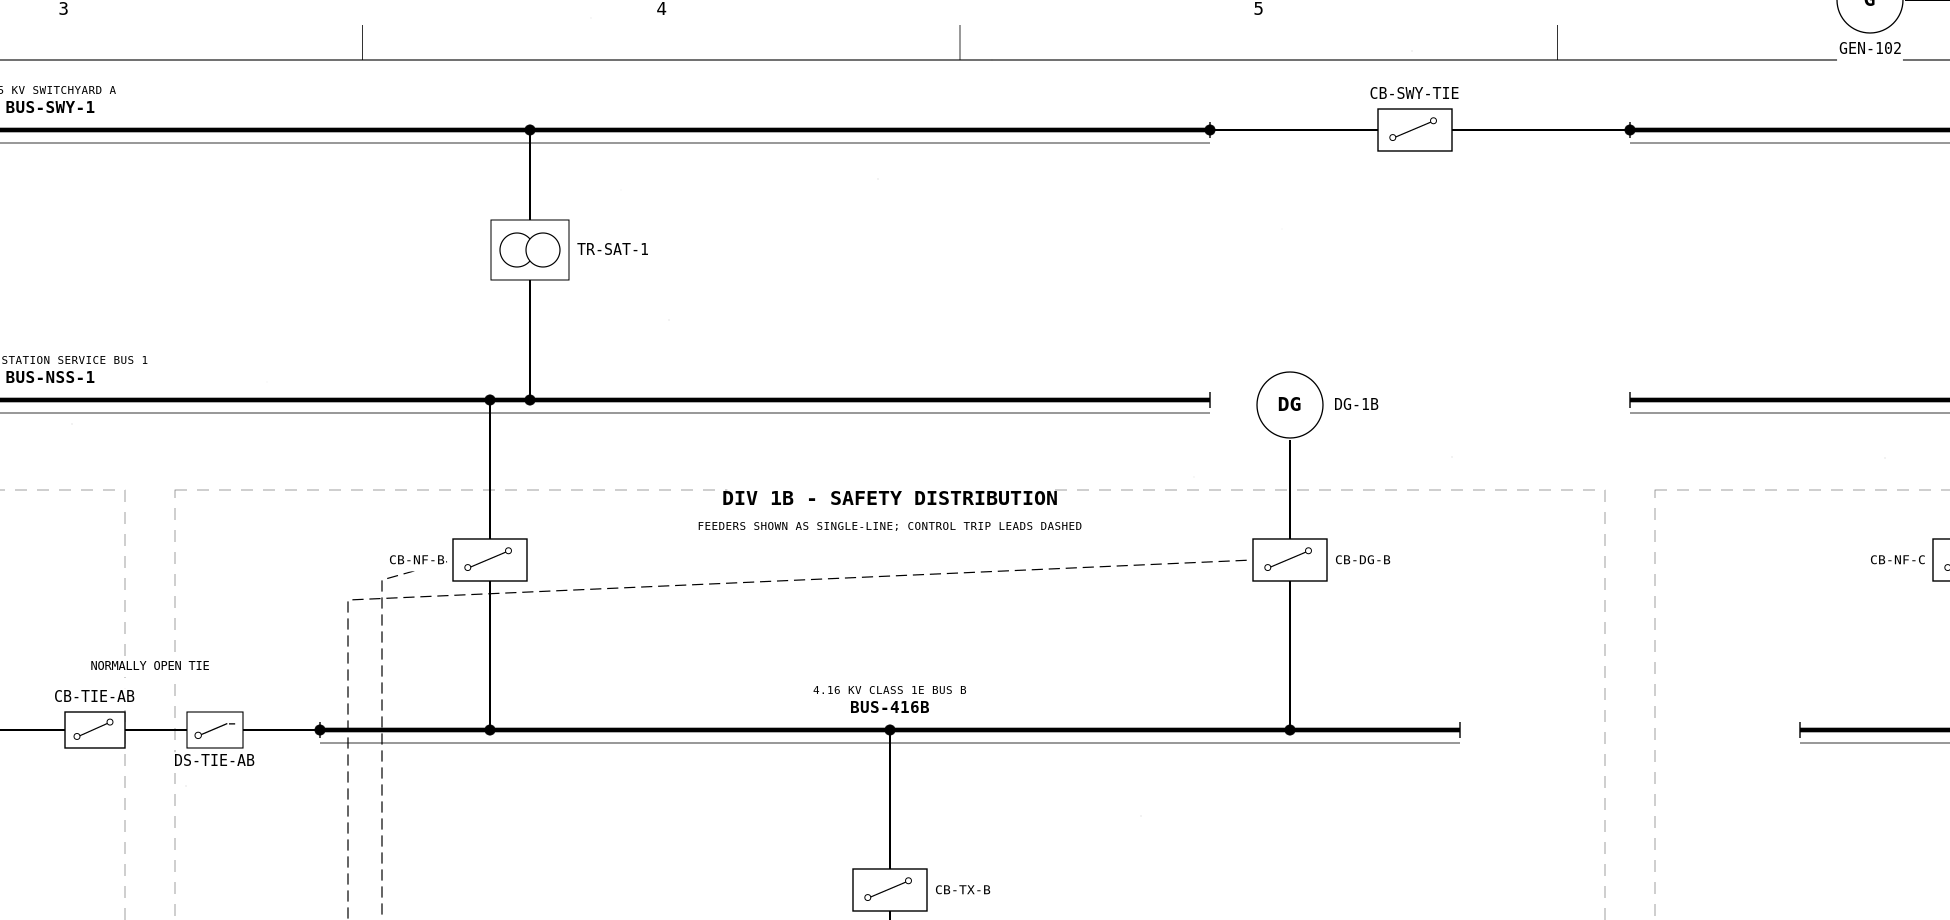 3
4
5
GEN-102
KV SWITCHYARD A
BUS-SWY-1
CB-SWY-TIE
TR-SAT-1
STATION SERVICE BUS 1
BUS-NSS-1
DG
DG-1B
DIV 1B - SAFETY DISTRIBUTION
FEEDERS SHOWN AS SINGLE-LINE; CONTROL TRIP LEADS DASHED
CB-NF-B
CB-DG-B
CB-NF-C
NORMALLY OPEN TIE
CB-TIE-AB
4.16 KV CLASS 1E BUS B
BUS-416B
DS-TIE-AB
CB-TX-B